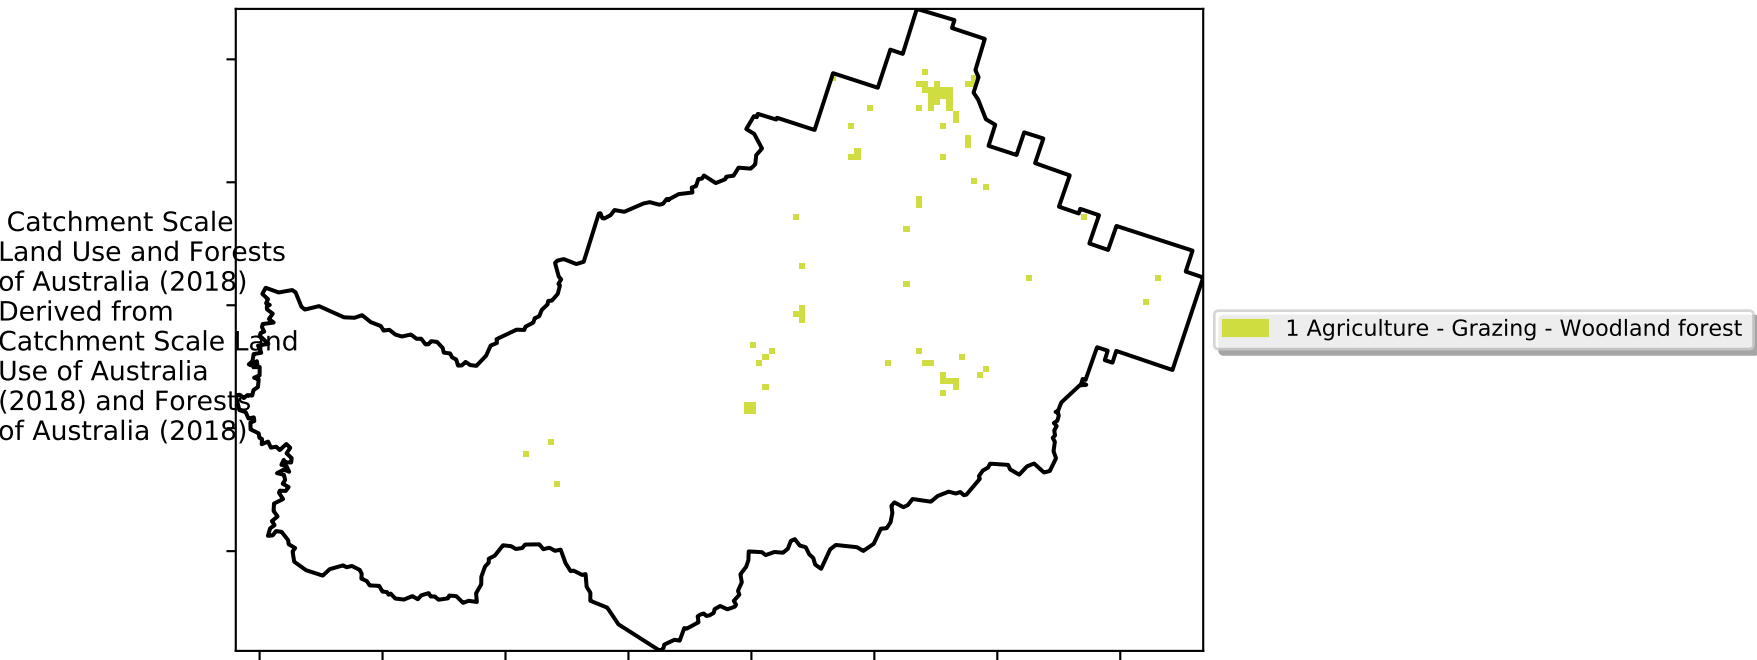 Catchment Scale
Land Use and Forests
of Australia (2018)
Derived from
Catchment Scale Land
Use of Australia
(2018) and Forests
of Australia (2018)
1 Agriculture - Grazing - Woodland forest